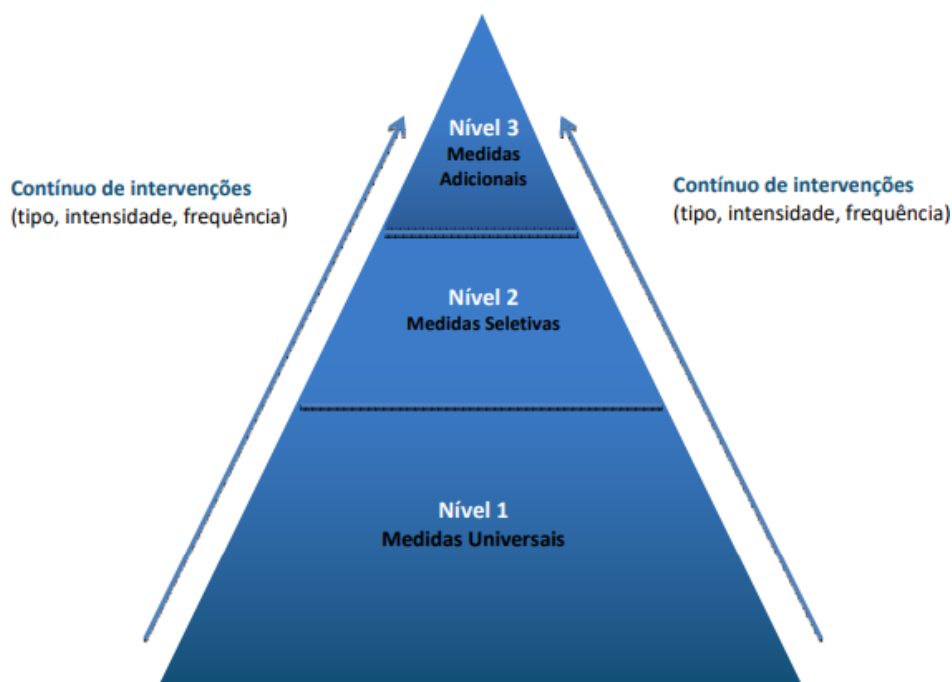 Nível 3
Medidas
Adicionais
Contínuo de intervenções
(tipo, intensidade, frequência)
Contínuo de intervenções
(tipo, intensidade, frequência)
Nível 2
Medidas Seletivas
Nível 1
Medidas Universais